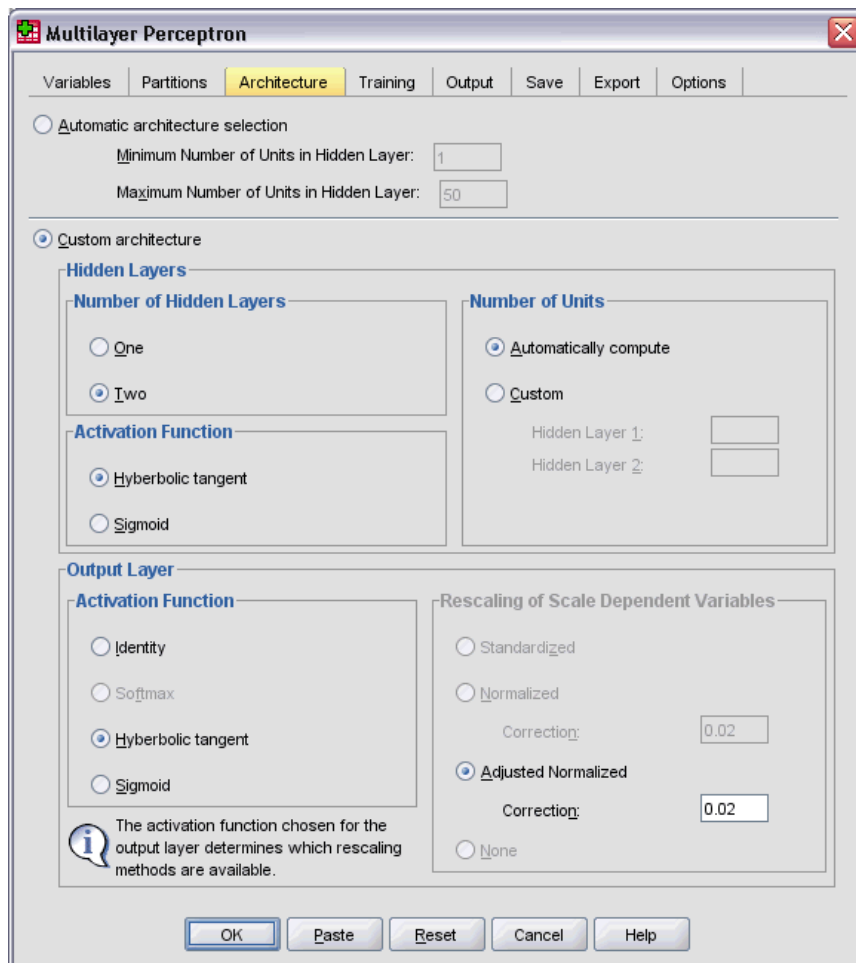 Multilayer Perceptron
Variables Partitions Architecture Training Output Save Export Options
Automatic architecture selection
Minimum Number of Units in Hidden Layer: 1
Maximum Number of Units in Hidden Layer: 50
Custom architecture
Hidden Layers
Number of Hidden Layers
One
Two
Activation Function
Hyberbolic tangent
Sigmoid
Number of Units
Automatically compute
Custom
Hidden Layer 1:
Hidden Layer 2:
Output Layer
Activation Function
Identity
Softmax
Hyberbolic tangent
Sigmoid
The activation function chosen for the
output layer determines which rescaling
methods are available.
Rescaling of Scale Dependent Variables
Standardized
Normalized
Correction: 0.02
Adjusted Normalized
Correction: 0.02
None
OK Paste Reset Cancel Help